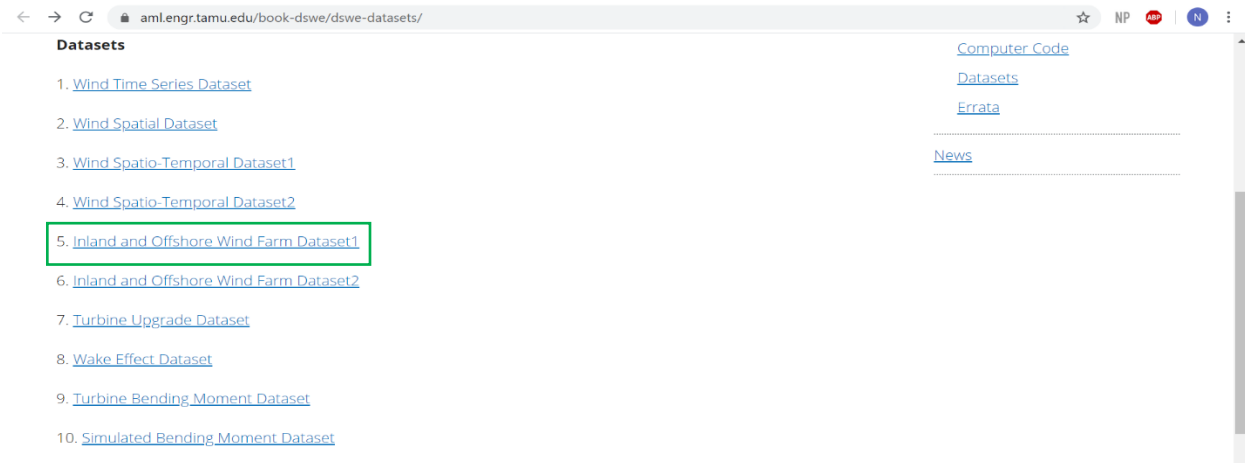 aml.engr.tamu.edu/book-dswe/dswe-datasets/
NP
ABP
N
Datasets
1. Wind Time Series Dataset
2. Wind Spatial Dataset
3. Wind Spatio-Temporal Dataset1
4. Wind Spatio-Temporal Dataset2
5. Inland and Offshore Wind Farm Dataset1
6. Inland and Offshore Wind Farm Dataset2
7. Turbine Upgrade Dataset
8. Wake Effect Dataset
9. Turbine Bending Moment Dataset
10. Simulated Bending Moment Dataset
Computer Code
Datasets
Errata
News